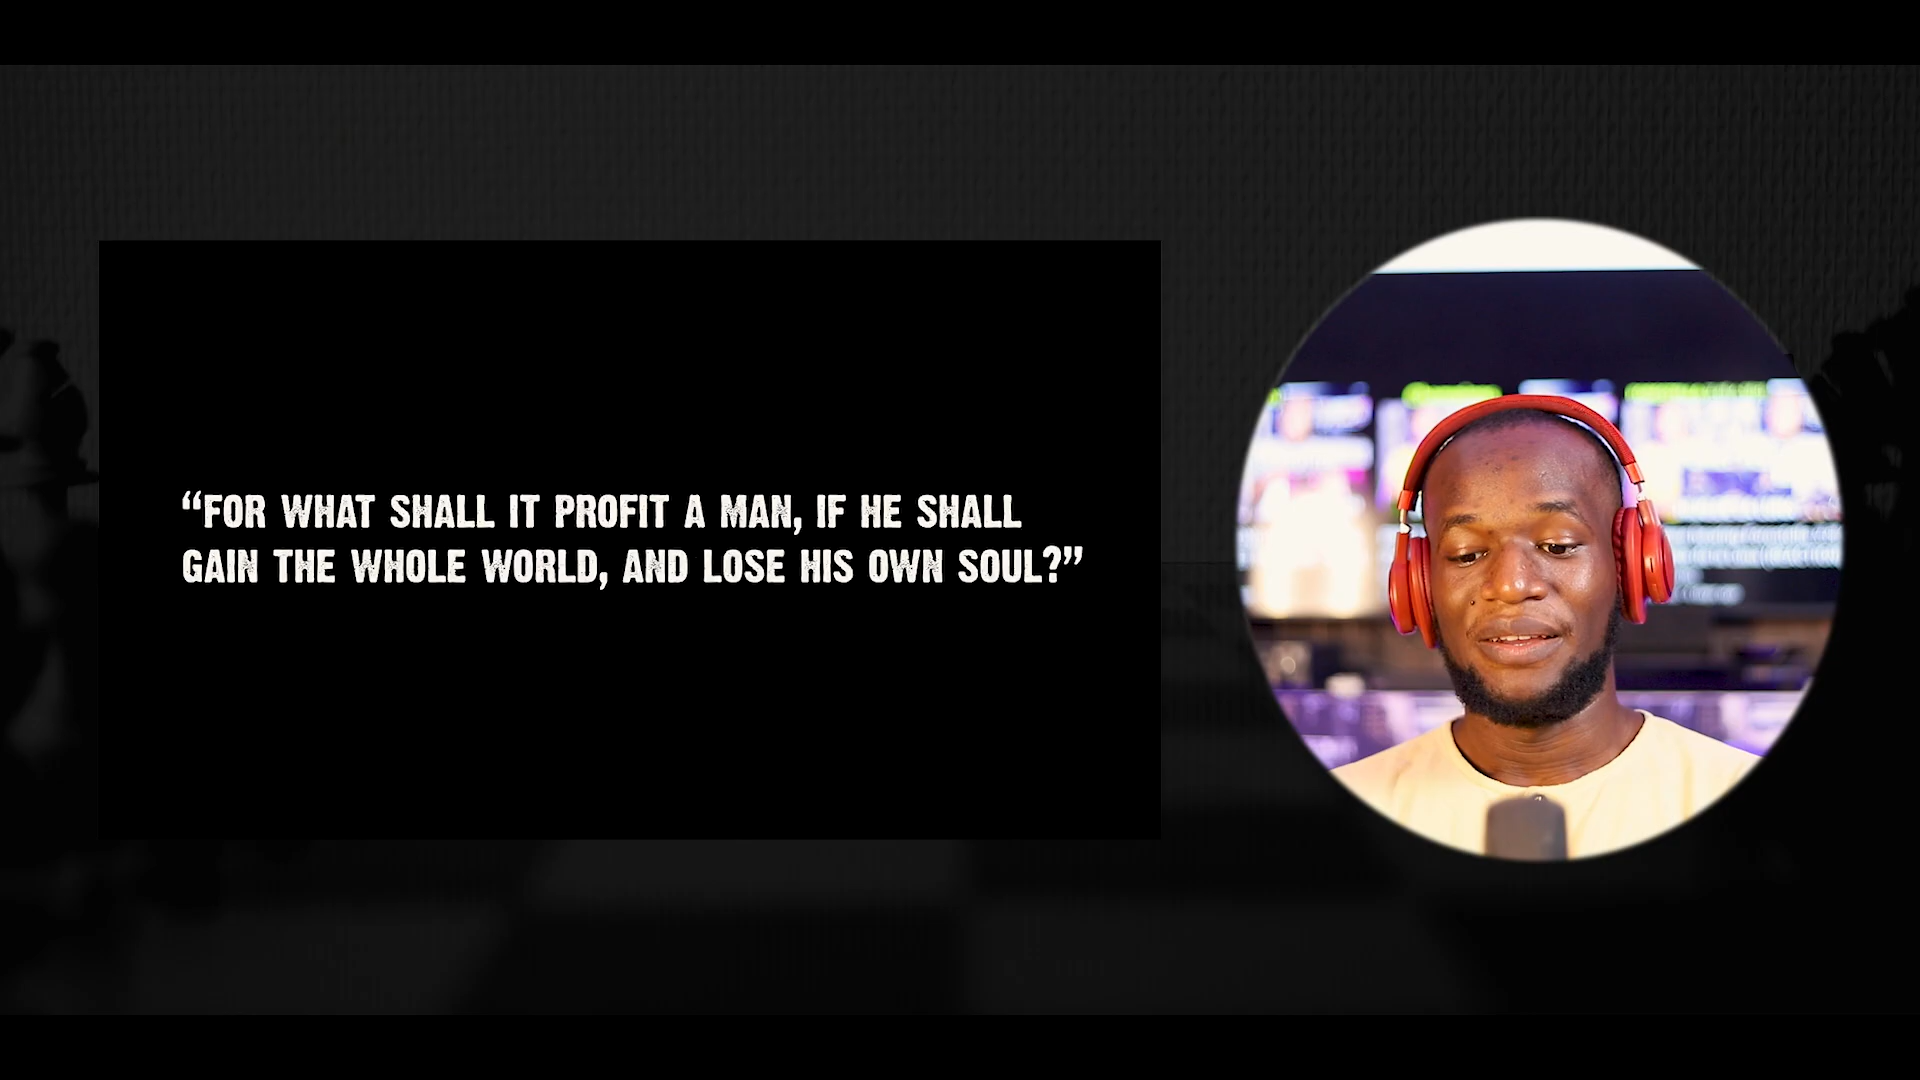 “FOR WHAT SHALL IT PROFIT A MAN, IF HE SHALL
GAIN THE WHOLE WORLD, AND LOSE HIS OWN SOUL?”